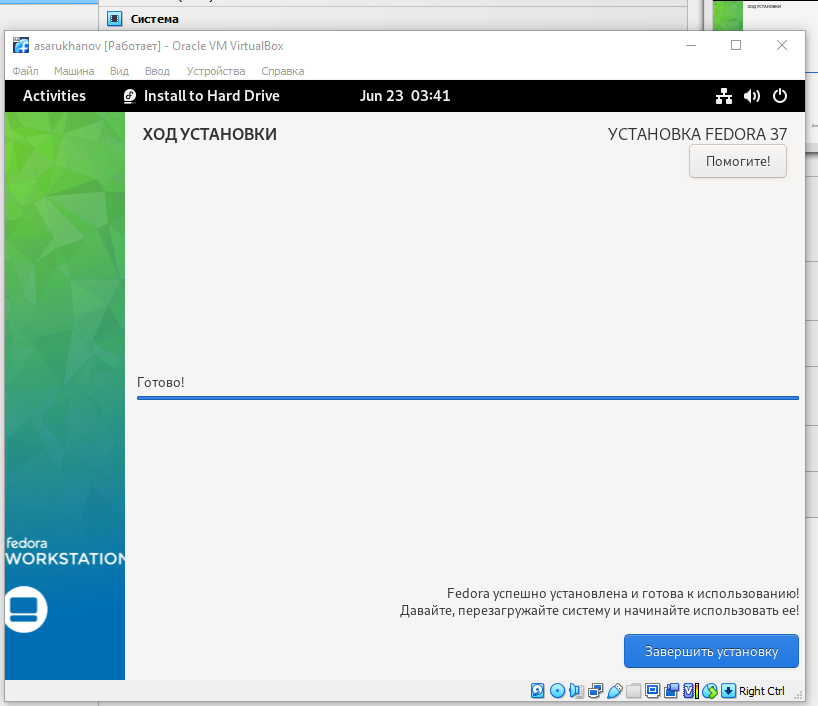 Система
asarukhanov [Работает] - Oracle VM VirtualBox
Файл Машина Вид Ввод Устройства Справка
Activities Install to Hard Drive Jun 23 03:41
ХОД УСТАНОВКИ
УСТАНОВКА FEDORA 37
Помогите!
Готово!
fedora
WORKSTATION
Fedora успешно установлена и готова к использованию!
Давайте, перезагружайте систему и начинайте использовать ее!
Завершить установку
Right Ctrl
ХОД УСТАНОВКИ